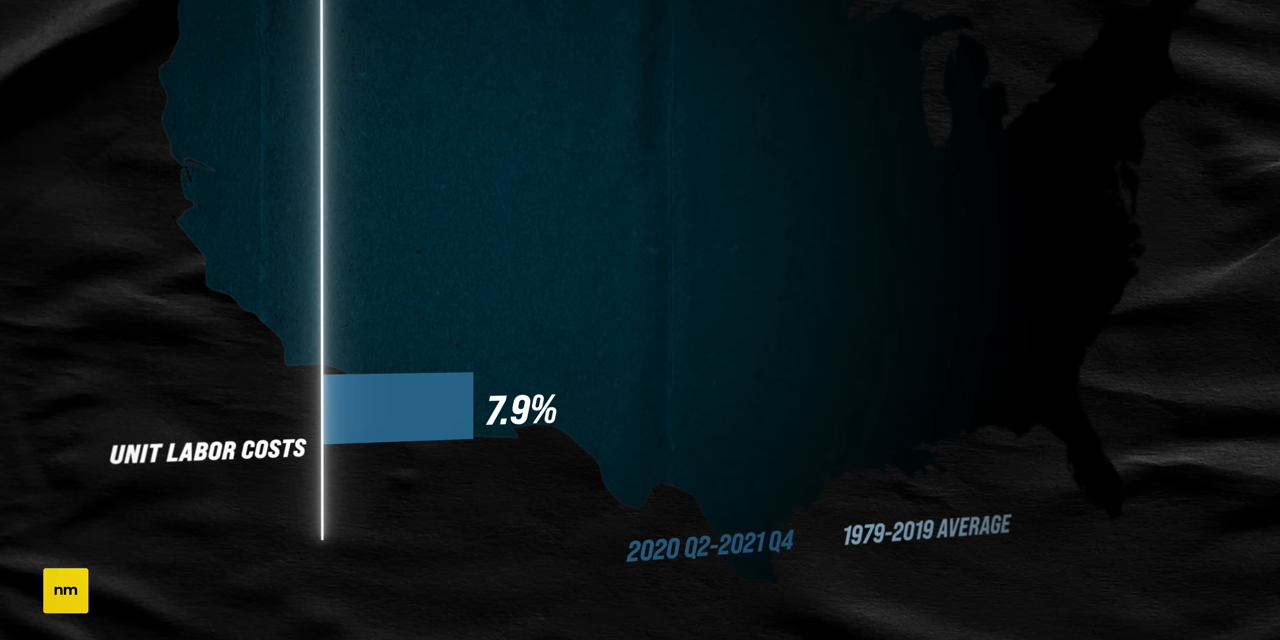 7.9%
UNIT LABOR COSTS
2020 Q2-2021 Q4
1979-2019 AVERAGE
nm